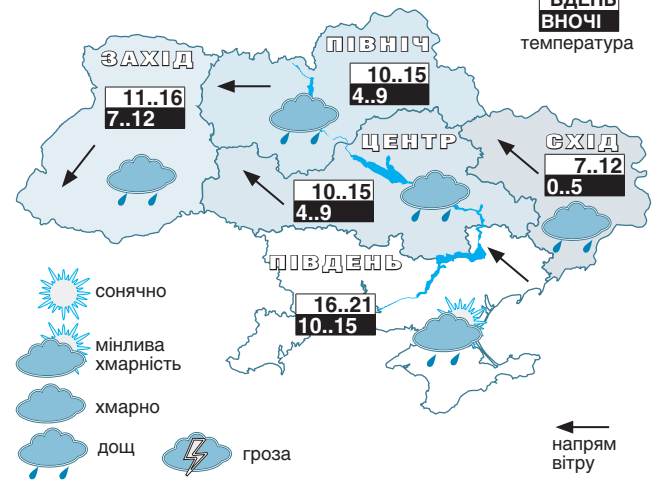 ВДЕНЬ
ВНОЧІ
температура
ПІВНІЧ
10..15
4..9
ЗАХІД
11..16
7..12
ЦЕНТР
10..15
4..9
СХІД
7..12
0..5
ПІВДЕНЬ
16..21
10..15
сонячно
мінлива
хмарність
хмарно
дощ
гроза
напрям
вітру